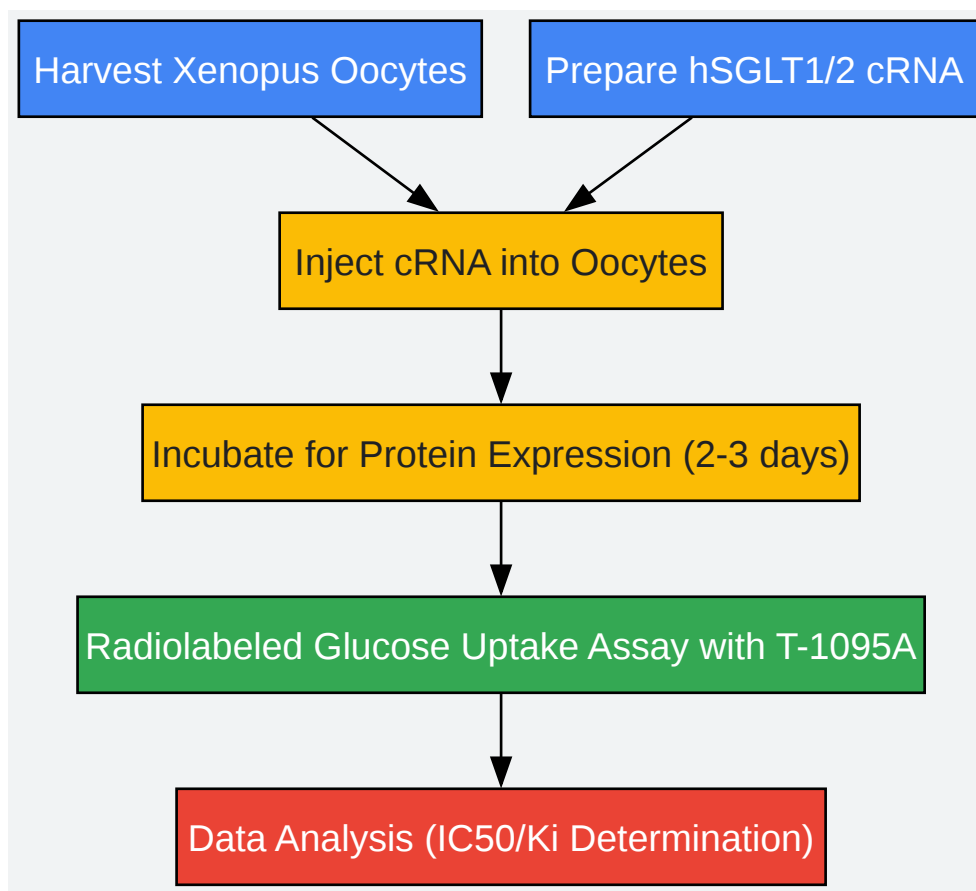 Harvest Xenopus Oocytes
Prepare hSGLT1/2 cRNA
Inject cRNA into Oocytes
Incubate for Protein Expression (2-3 days)
Radiolabeled Glucose Uptake Assay with T-1095A
Data Analysis (IC50/Ki Determination)